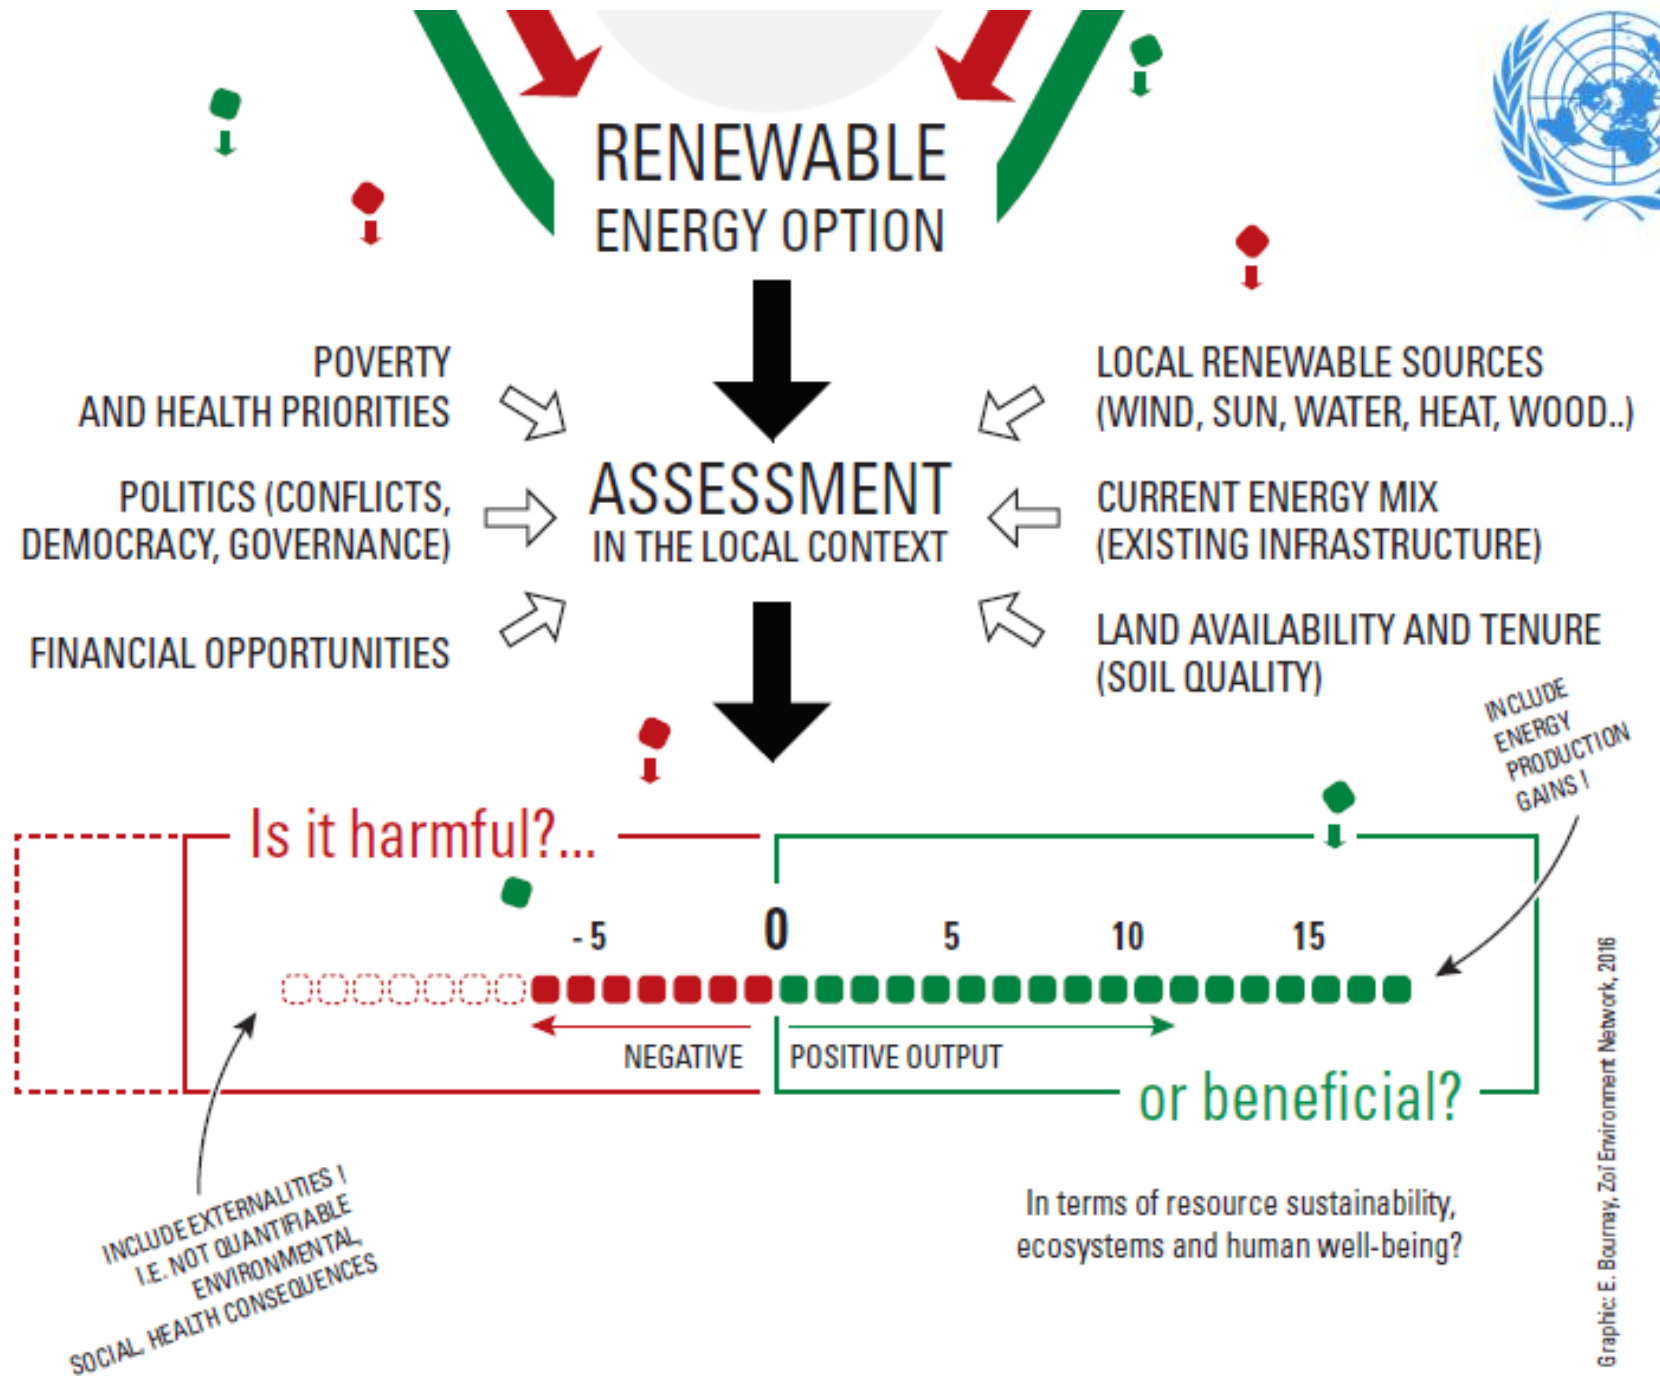 RENEWABLE
ENERGY OPTION
POVERTY
AND HEALTH PRIORITIES
POLITICS (CONFLICTS,
DEMOCRACY, GOVERNANCE)
FINANCIAL OPPORTUNITIES
ASSESSMENT
IN THE LOCAL CONTEXT
LOCAL RENEWABLE SOURCES
(WIND, SUN, WATER, HEAT, WOOD..)
CURRENT ENERGY MIX
(EXISTING INFRASTRUCTURE)
LAND AVAILABILITY AND TENURE
(SOIL QUALITY)
INCLUDE
ENERGY
PRODUCTION
GAINS !
Is it harmful?...
- 5 0 5 10 15
NEGATIVE POSITIVE OUTPUT
or beneficial?
INCLUDE EXTERNALITIES !
I.E. NOT QUANTIFIABLE
ENVIRONMENTAL,
SOCIAL, HEALTH CONSEQUENCES
In terms of resource sustainability,
ecosystems and human well-being?
Graphic: E. Bournay, Zoï Environment Network, 2016